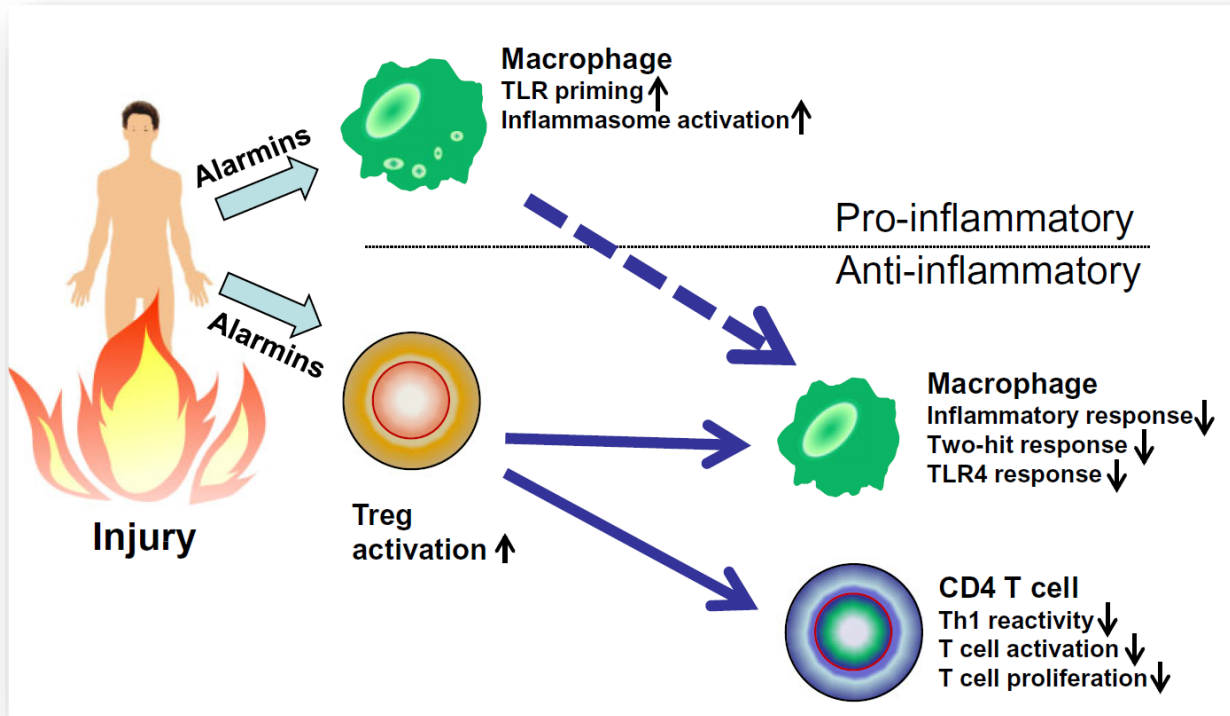 Macrophage
TLR priming ↑
Inflammasome activation ↑
Alarmins
Pro-inflammatory
Anti-inflammatory
Alarmins
Macrophage
Inflammatory response ↓
Two-hit response ↓
TLR4 response ↓
Injury
Treg
activation ↑
CD4 T cell
Th1 reactivity ↓
T cell activation ↓
T cell proliferation ↓